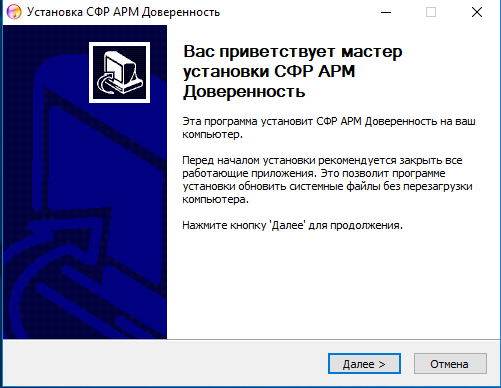 Установка СФР АРМ Доверенность
Вас приветствует мастер
установки СФР АРМ
Доверенность
Эта программа установит СФР АРМ Доверенность на ваш
компьютер.
Перед началом установки рекомендуется закрыть все
работающие приложения. Это позволит программе
установки обновить системные файлы без перезагрузки
компьютера.
Нажмите кнопку 'Далее' для продолжения.
Далее >
Отмена